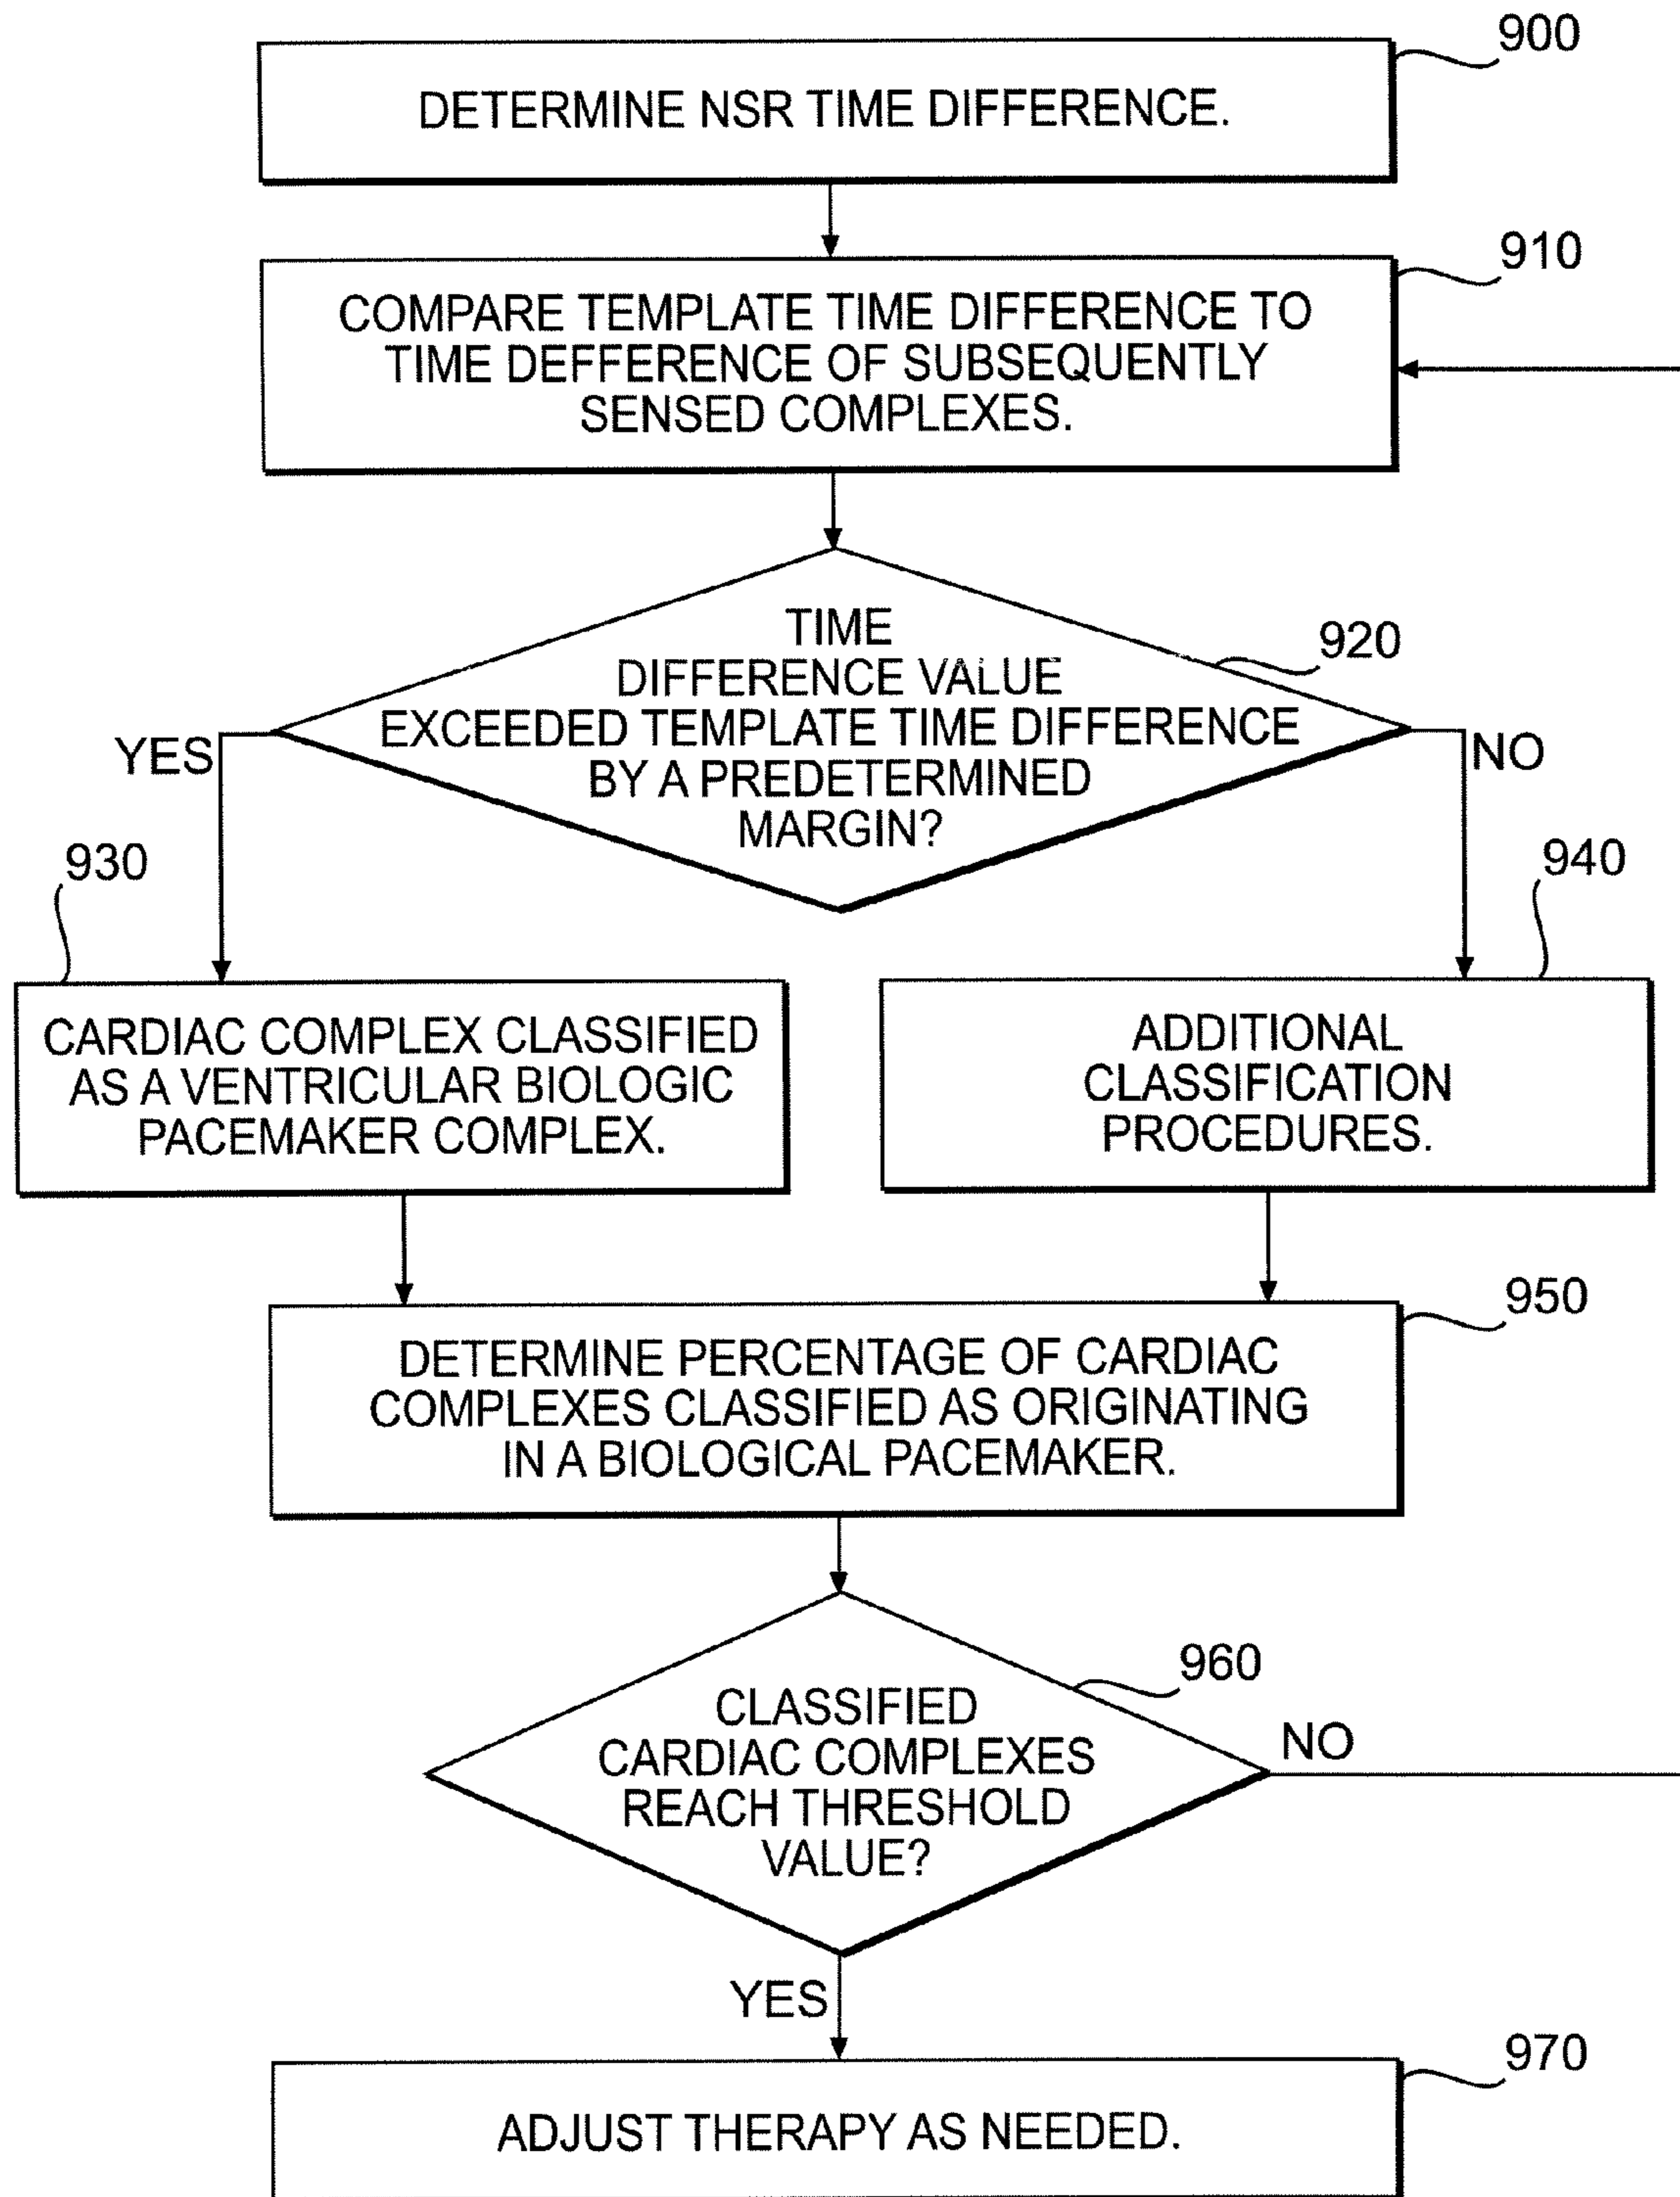 900
DETERMINE NSR TIME DIFFERENCE.
910
COMPARE TEMPLATE TIME DIFFERENCE TO
TIME DEFFERENCE OF SUBSEQUENTLY
SENSED COMPLEXES.
920
TIME
DIFFERENCE VALUE
EXCEEDED TEMPLATE TIME DIFFERENCE
BY A PREDETERMINED
MARGIN?
YES
NO
930
CARDIAC COMPLEX CLASSIFIED
AS A VENTRICULAR BIOLOGIC
PACEMAKER COMPLEX.
940
ADDITIONAL
CLASSIFICATION
PROCEDURES.
950
DETERMINE PERCENTAGE OF CARDIAC
COMPLEXES CLASSIFIED AS ORIGINATING
IN A BIOLOGICAL PACEMAKER.
960
CLASSIFIED
CARDIAC COMPLEXES
REACH THRESHOLD
VALUE?
NO
YES
970
ADJUST THERAPY AS NEEDED.